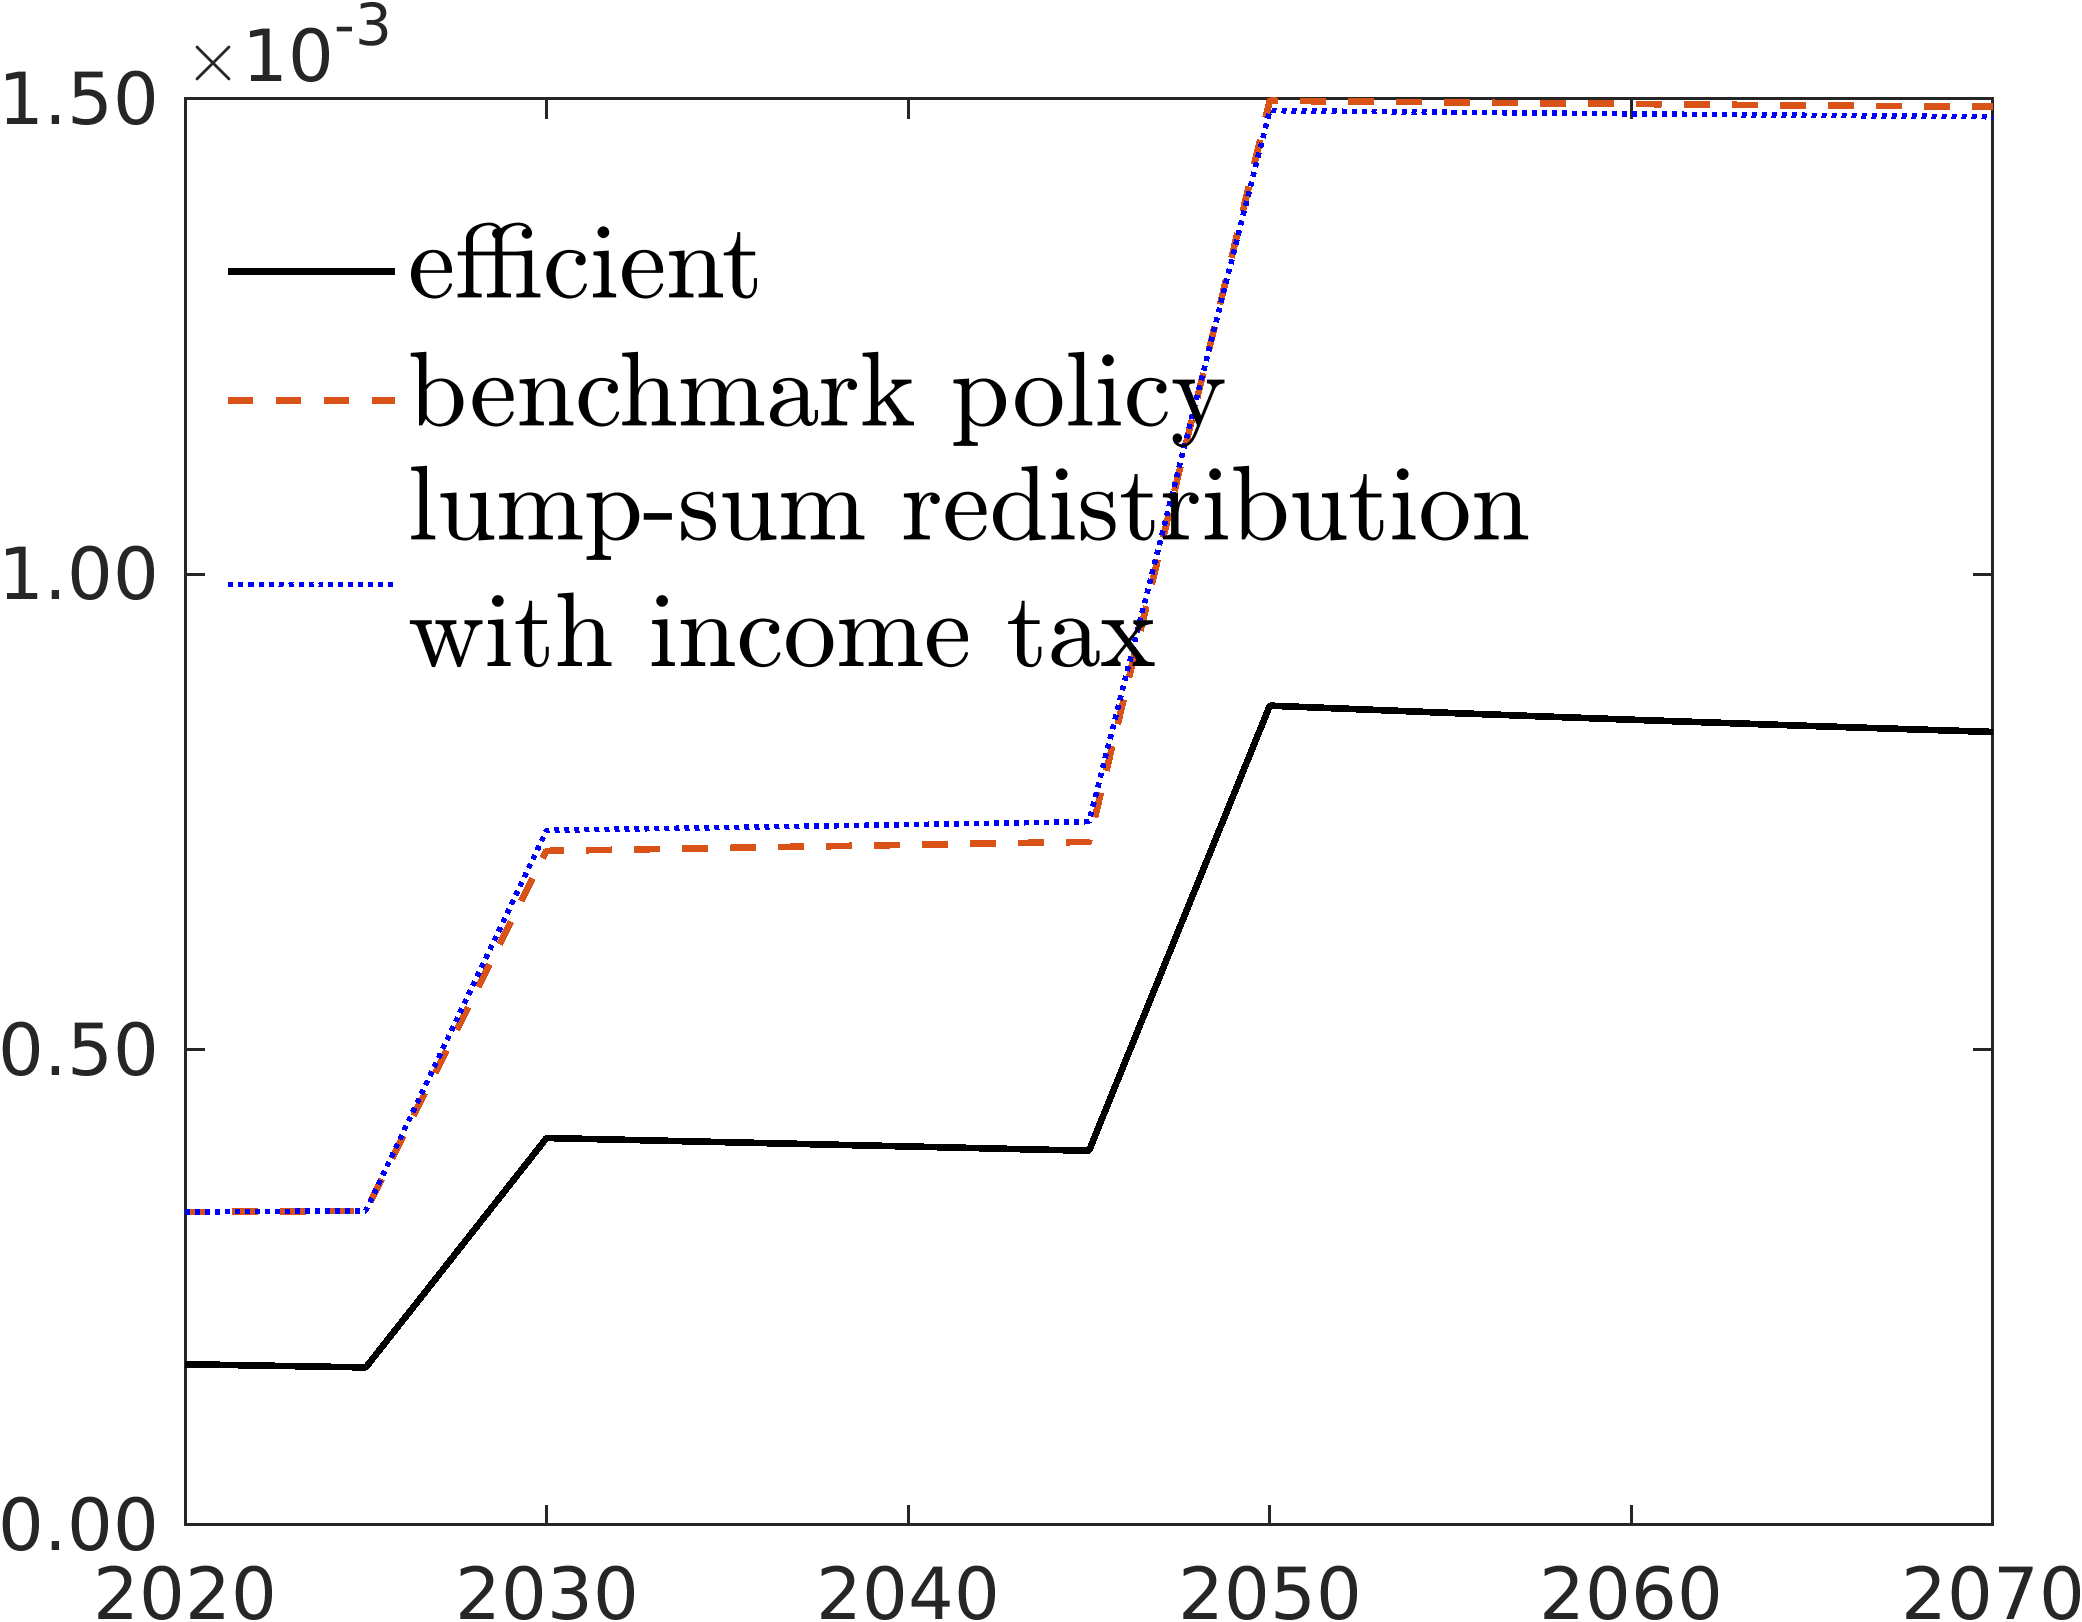 ×10-3
1.50
1.00
0.50
0.00
efficient
benchmark policy
lump-sum redistribution
with income tax
2020 2030 2040 2050 2060 2070